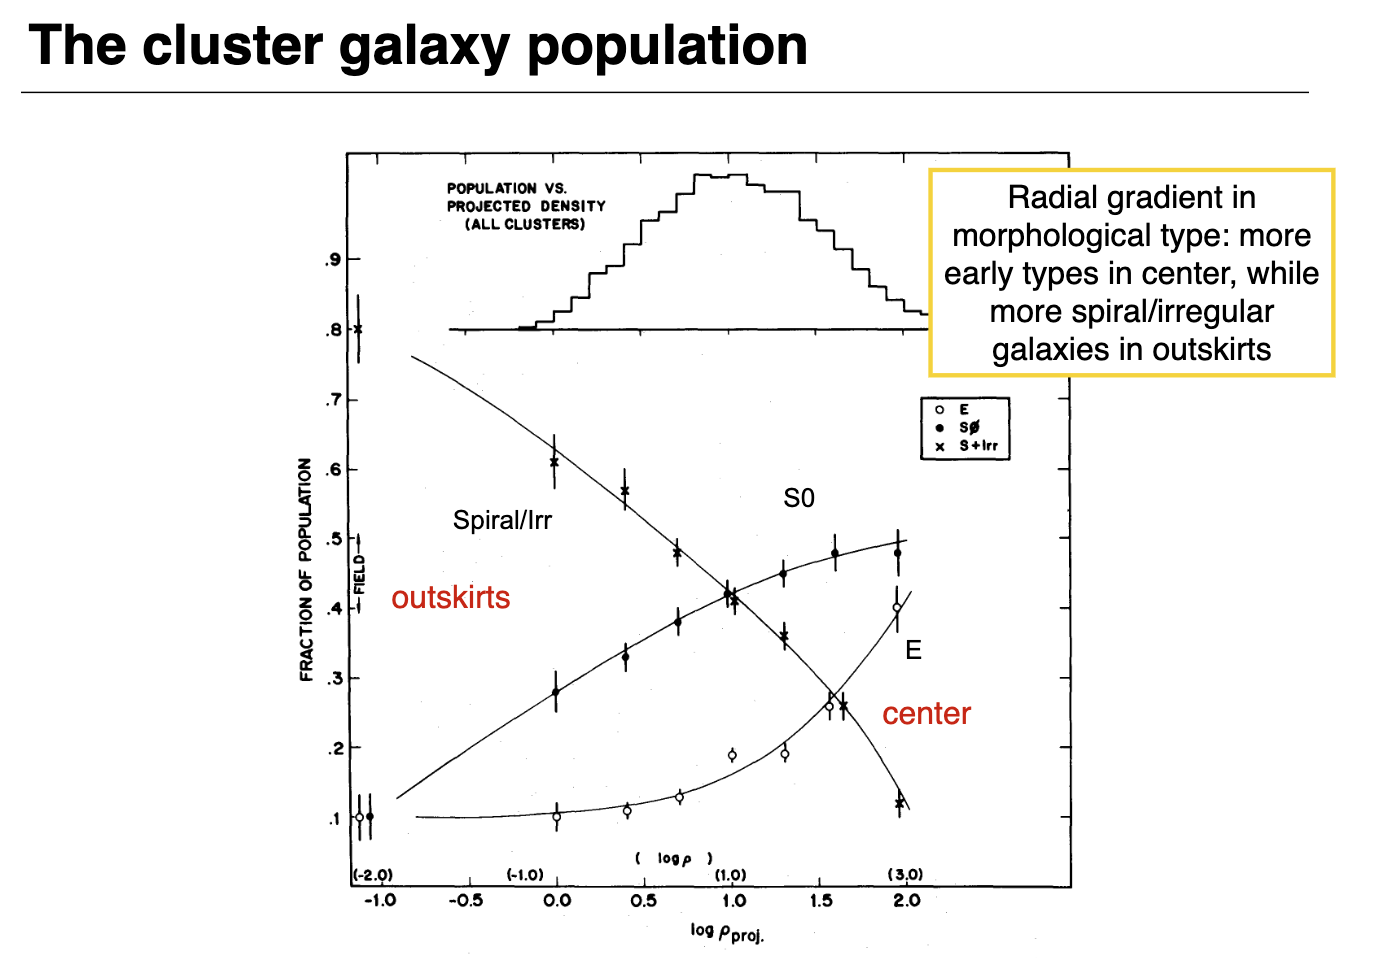 The cluster galaxy population
POPULATION VS.
PROJECTED DENSITY
(ALL CLUSTERS)
Radial gradient in
morphological type: more
early types in center, while
more spiral/irregular
galaxies in outskirts
.9
.8
.7
.6
.5
.4
.3
.2
.1
FRACTION OF POPULATION
FIELD
E
SØ
S+Irr
S0
Spiral/Irr
outskirts
E
center
( log ρ )
(-2.0) (-1.0) (1.0) (3.0)
-1.0 -0.5 0.0 0.5 1.0 1.5 2.0
log ρproj.